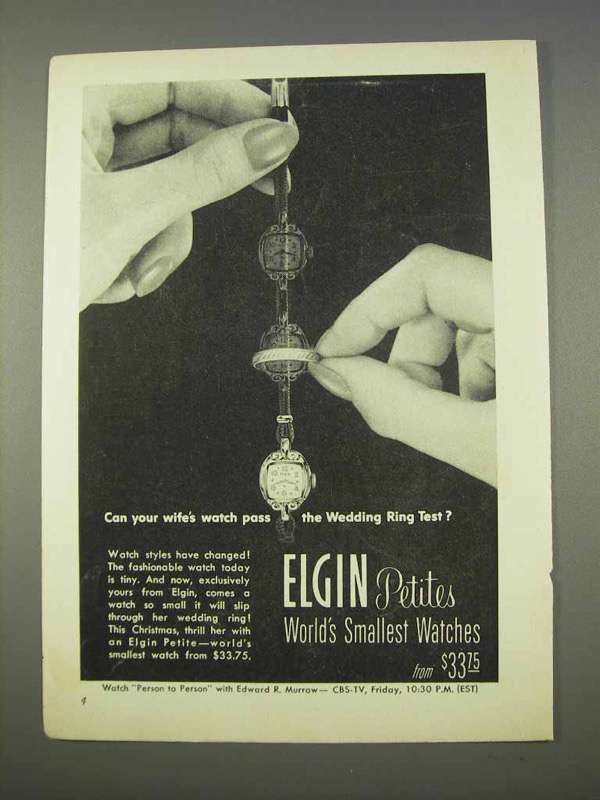 Can your wife's watch pass the Wedding Ring Test?
Watch styles have changed!
The fashionable watch today
is tiny. And now, exclusively
yours from Elgin, comes a
watch so small it will slip
through her wedding ring!
This Christmas, thrill her with
an Elgin Petite—world's
smallest watch from $33.75.
ELGIN Petites
World's Smallest Watches
from $33.75
Watch "Person to Person" with Edward R. Murrow— CBS-TV, Friday, 10:30 P.M. (EST)
4